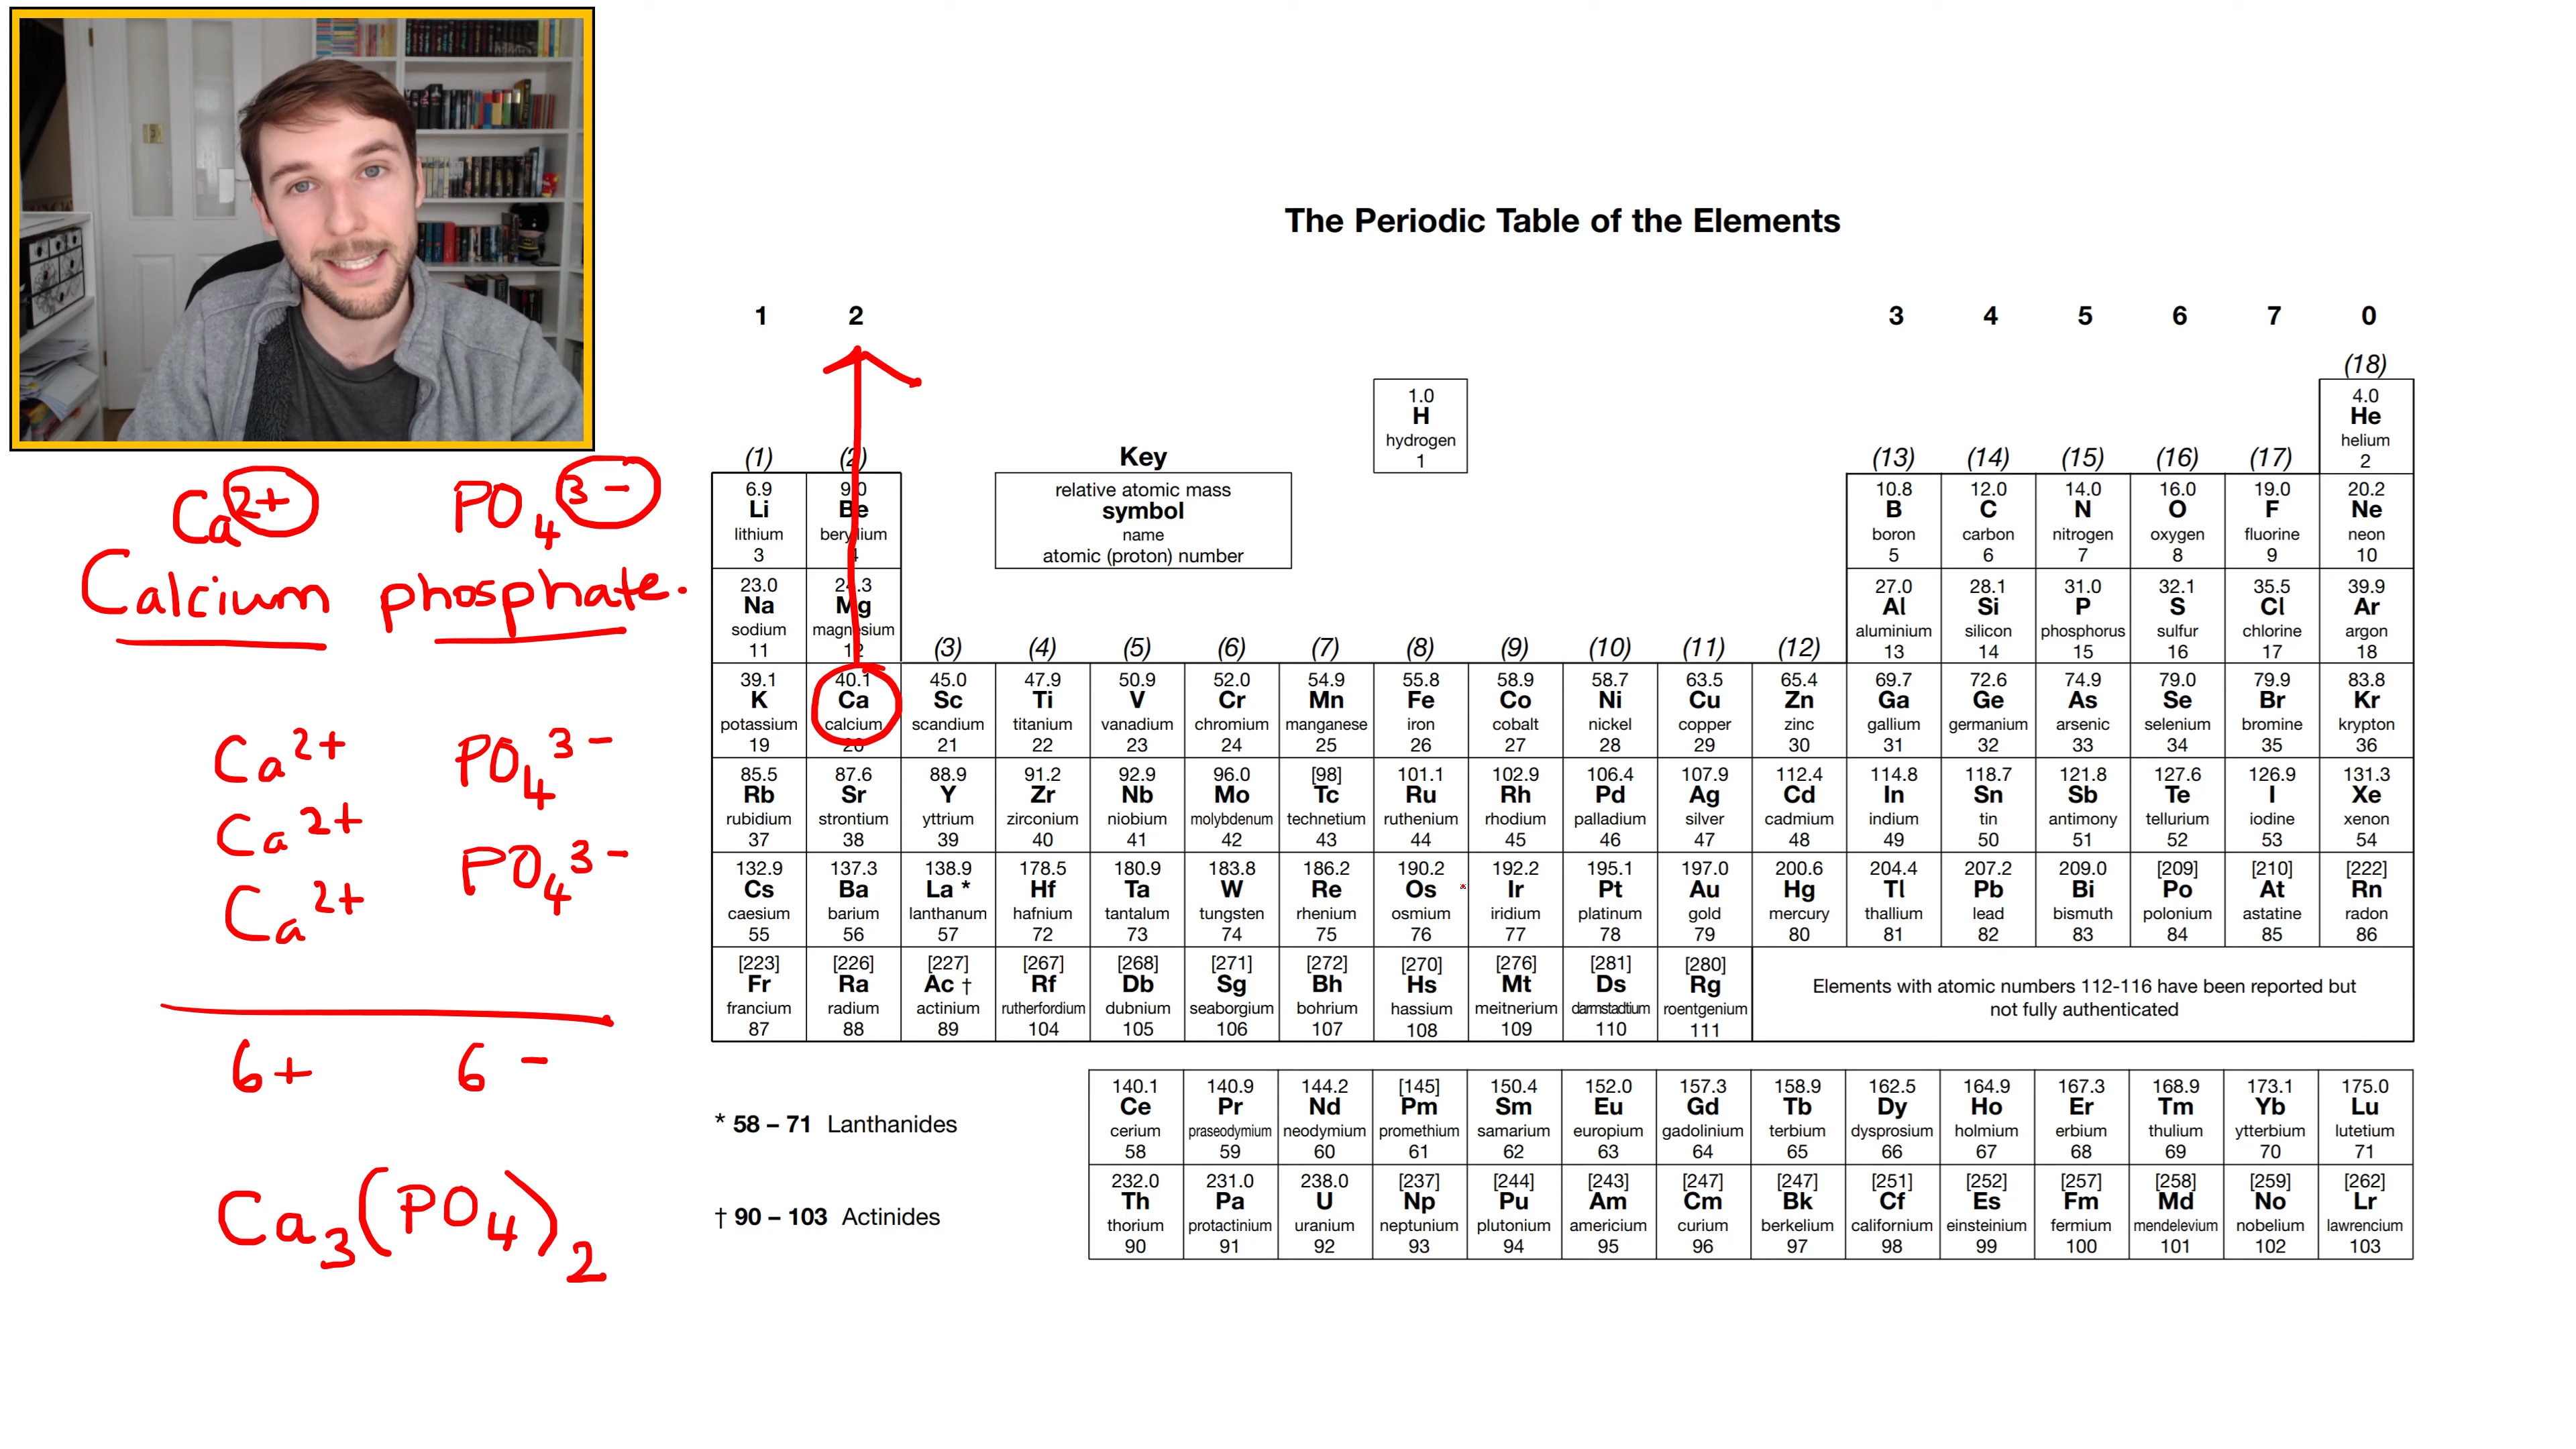 The Periodic Table of the Elements
1 2 3 4 5 6 7 0
(18)
1.0 4.0
H He
hydrogen helium
1 2
(1) (2) Key (13) (14) (15) (16) (17)
Ca2+ PO4 3-
Calcium phosphate.
Ca2+ PO4 3-
Ca2+ PO4 3-
Ca2+
6+ 6-
Ca3(PO4)2
relative atomic mass
symbol
name
atomic (proton) number
6.9 9.0 10.8 12.0 14.0 16.0 19.0 20.2
Li Be B C N O F Ne
lithium beryllium boron carbon nitrogen oxygen fluorine neon
3 4 5 6 7 8 9 10
23.0 24.3 27.0 28.1 31.0 32.1 35.5 39.9
Na Mg Al Si P S Cl Ar
sodium magnesium aluminium silicon phosphorus sulfur chlorine argon
11 12 13 14 15 16 17 18
(3) (4) (5) (6) (7) (8) (9) (10) (11) (12)
39.1 40.1 45.0 47.9 50.9 52.0 54.9 55.8 58.9 58.7 63.5 65.4 69.7 72.6 74.9 79.0 79.9 83.8
K Ca Sc Ti V Cr Mn Fe Co Ni Cu Zn Ga Ge As Se Br Kr
potassium calcium scandium titanium vanadium chromium manganese iron cobalt nickel copper zinc gallium germanium arsenic selenium bromine krypton
19 20 21 22 23 24 25 26 27 28 29 30 31 32 33 34 35 36
85.5 87.6 88.9 91.2 92.9 96.0 [98] 101.1 102.9 106.4 107.9 112.4 114.8 118.7 121.8 127.6 126.9 131.3
Rb Sr Y Zr Nb Mo Tc Ru Rh Pd Ag Cd In Sn Sb Te I Xe
rubidium strontium yttrium zirconium niobium molybdenum technetium ruthenium rhodium palladium silver cadmium indium tin antimony tellurium iodine xenon
37 38 39 40 41 42 43 44 45 46 47 48 49 50 51 52 53 54
132.9 137.3 138.9 178.5 180.9 183.8 186.2 190.2 192.2 195.1 197.0 200.6 204.4 207.2 209.0 [209] [210] [222]
Cs Ba La * Hf Ta W Re Os Ir Pt Au Hg Tl Pb Bi Po At Rn
caesium barium lanthanum hafnium tantalum tungsten rhenium osmium iridium platinum gold mercury thallium lead bismuth polonium astatine radon
55 56 57 72 73 74 75 76 77 78 79 80 81 82 83 84 85 86
[223] [226] [227] [267] [268] [271] [272] [270] [276] [281] [280]
Fr Ra Ac † Rf Db Sg Bh Hs Mt Ds Rg
francium radium actinium rutherfordium dubnium seaborgium bohrium hassium meitnerium darmstadtium roentgenium
87 88 89 104 105 106 107 108 109 110 111
Elements with atomic numbers 112-116 have been reported but
not fully authenticated
* 58 – 71 Lanthanides
140.1 140.9 144.2 [145] 150.4 152.0 157.3 158.9 162.5 164.9 167.3 168.9 173.1 175.0
Ce Pr Nd Pm Sm Eu Gd Tb Dy Ho Er Tm Yb Lu
cerium praseodymium neodymium promethium samarium europium gadolinium terbium dysprosium holmium erbium thulium ytterbium lutetium
58 59 60 61 62 63 64 65 66 67 68 69 70 71
† 90 – 103 Actinides
232.0 231.0 238.0 [237] [244] [243] [247] [247] [251] [252] [257] [258] [259] [262]
Th Pa U Np Pu Am Cm Bk Cf Es Fm Md No Lr
thorium protactinium uranium neptunium plutonium americium curium berkelium californium einsteinium fermium mendelevium nobelium lawrencium
90 91 92 93 94 95 96 97 98 99 100 101 102 103